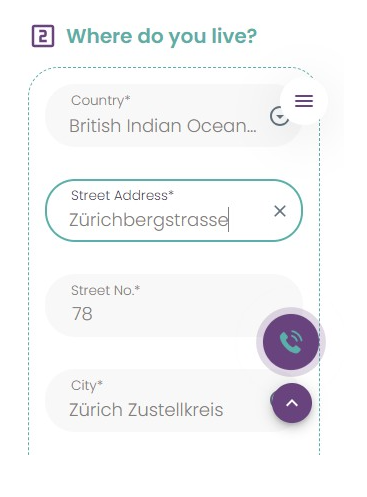 2 Where do you live?
Country*
British Indian Ocean...
Street Address*
Zürichbergstrasse
Street No.*
78
City*
Zürich Zustellkreis